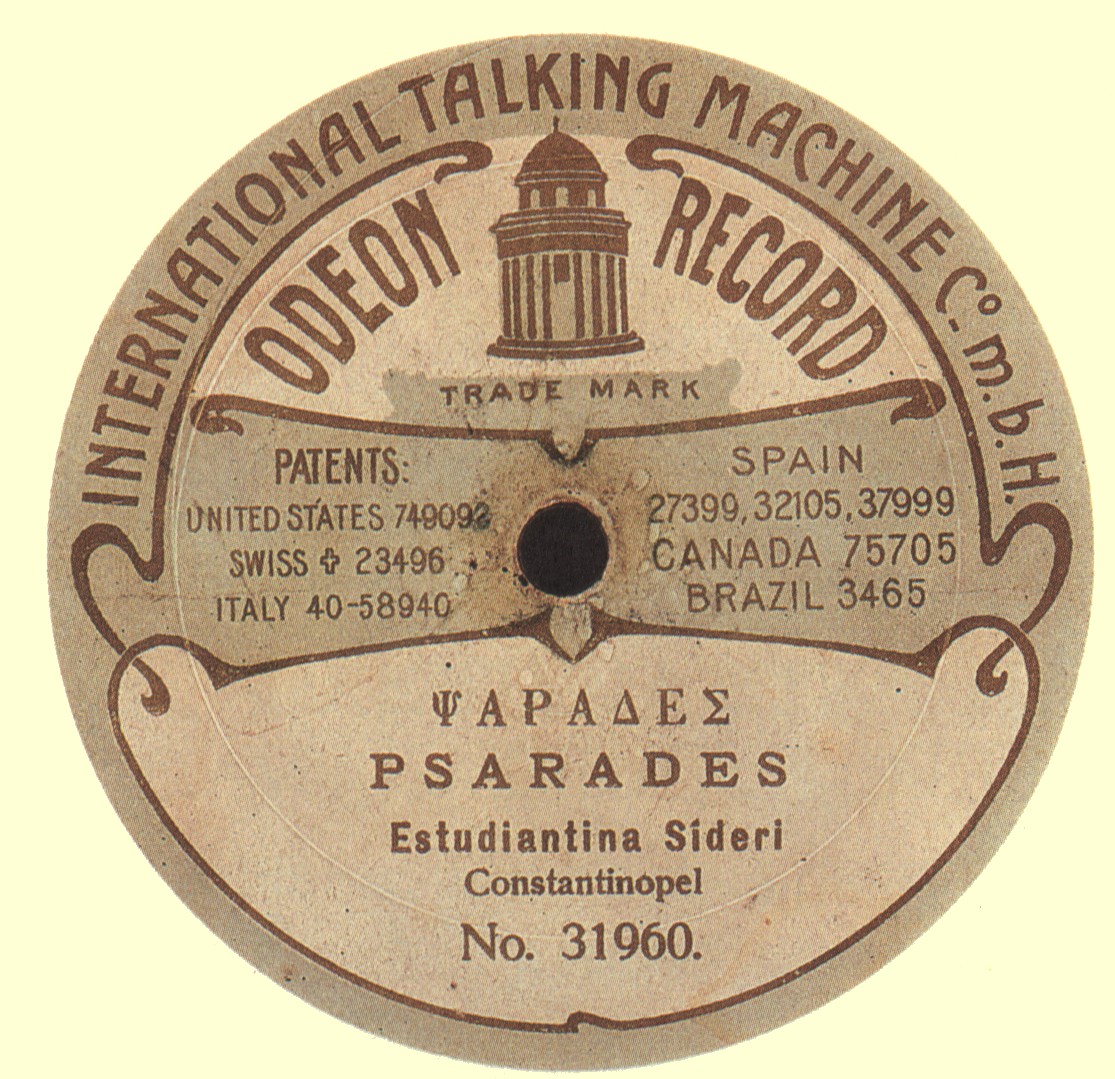 INTERNATIONAL TALKING MACHINE Co. m.b.H.
ODEON RECORD
TRADE MARK
PATENTS:
UNITED STATES 749092
SWISS ✚ 23496
ITALY 40-58940
SPAIN
27399, 32105, 37999
CANADA 75705
BRAZIL 3465
ΨΑΡΑΔΕΣ
PSARADES
Estudiantina Sideri
Constantinopel
No. 31960.